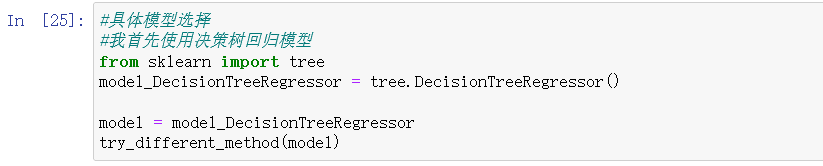 In [25]:
#具体模型选择
#我首先使用决策树回归模型
from sklearn import tree
model_DecisionTreeRegressor = tree.DecisionTreeRegressor()
model = model_DecisionTreeRegressor
try_different_method(model)